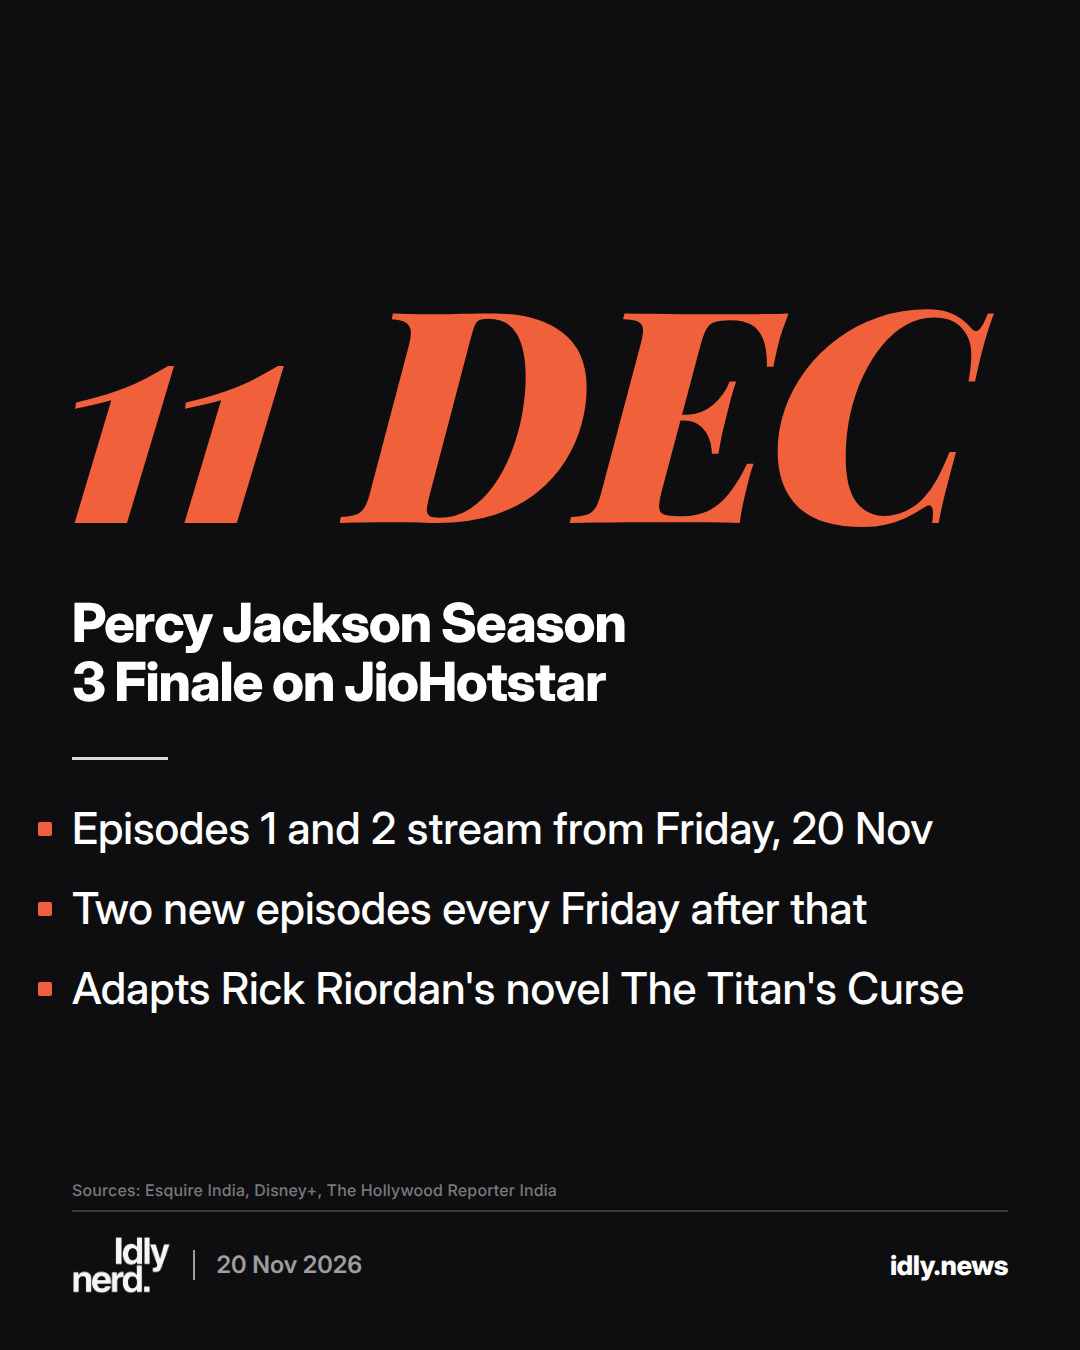 11 DEC
Percy Jackson Season
3 Finale on JioHotstar
Episodes 1 and 2 stream from Friday, 20 Nov
Two new episodes every Friday after that
Adapts Rick Riordan's novel The Titan's Curse
Sources: Esquire India, Disney+, The Hollywood Reporter India
Idly
nerd.
20 Nov 2026
idly.news